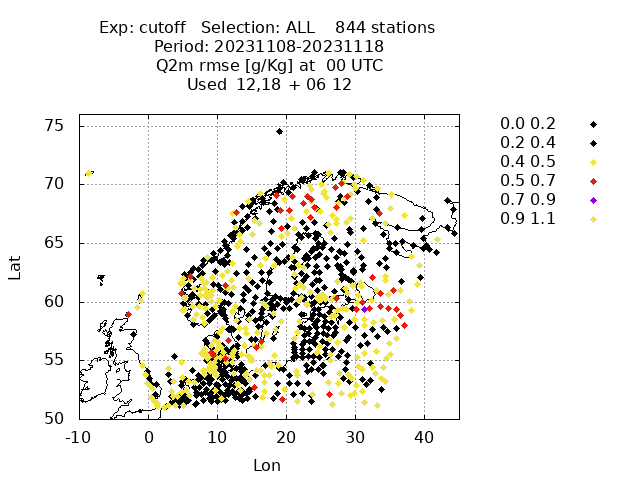 Exp: cutoff Selection: ALL 844 stations
Period: 20231108-20231118
Q2m rmse [g/Kg] at 00 UTC
Used 12,18 + 06 12
75
70
65
60
55
50
Lat
-10 0 10 20 30 40
Lon
0.0 0.2
0.2 0.4
0.4 0.5
0.5 0.7
0.7 0.9
0.9 1.1